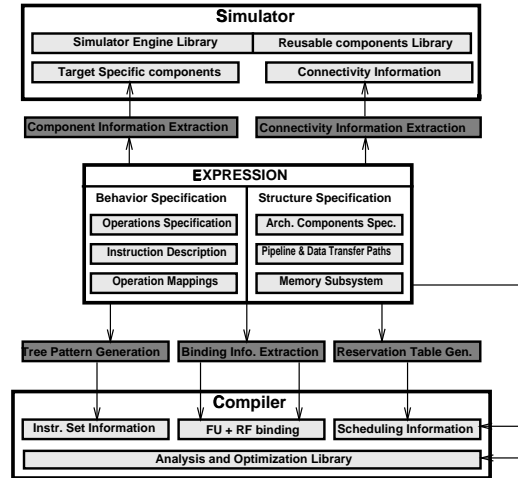 Simulator
Simulator Engine Library
Reusable components Library
Target Specific components
Connectivity Information
Component Information Extraction
Connectivity Information Extraction
EXPRESSION
Behavior Specification
Structure Specification
Operations Specification
Arch. Components Spec.
Instruction Description
Pipeline & Data Transfer Paths
Operation Mappings
Memory Subsystem
Tree Pattern Generation
Binding Info. Extraction
Reservation Table Gen.
Compiler
Instr. Set Information
FU + RF binding
Scheduling Information
Analysis and Optimization Library